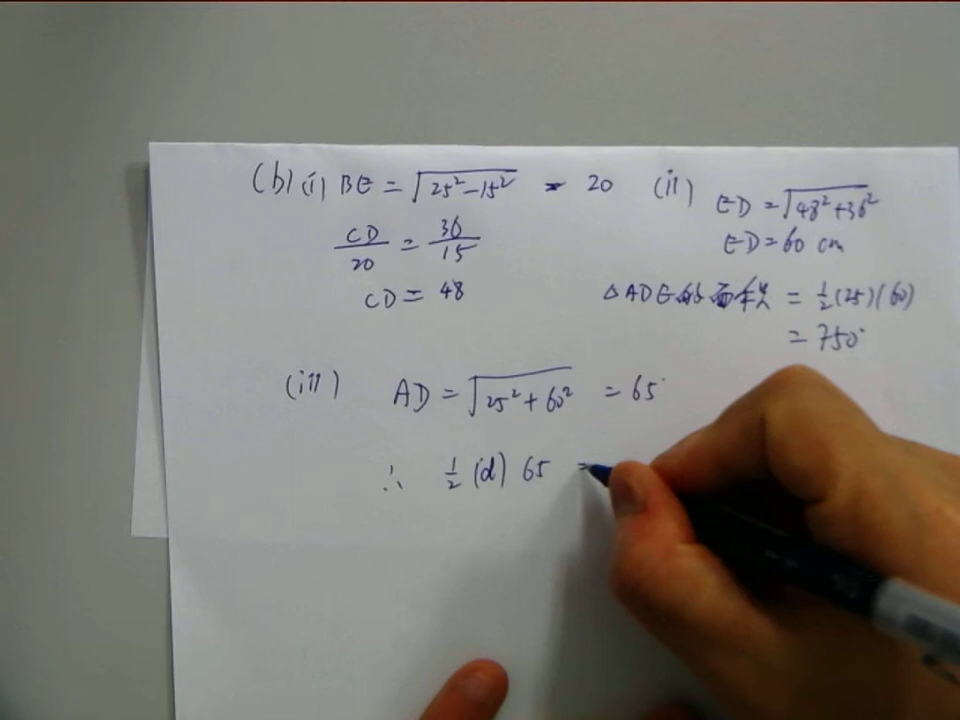 (b)(i) BE = √25²-15² = 20
CD/20 = 36/15
CD = 48
(ii) ED = √48²+36²
ED = 60 cm
△ADE的面積 = ½(25)(60)
= 750
(iii) AD = √25²+60² = 65
∴ ½(d) 65 =